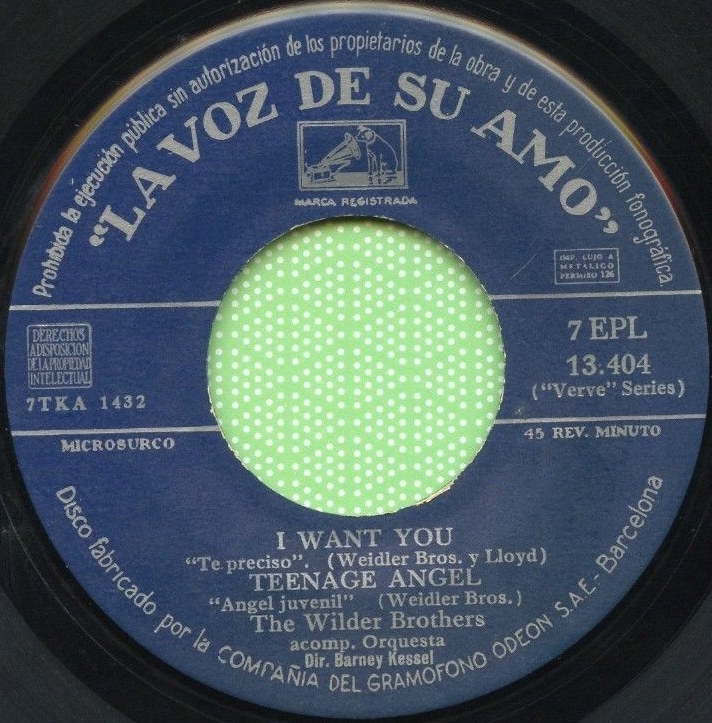 Prohibida la ejecución pública sin autorización de los propietarios de la obra y de esta producción fonográfica.
"LA VOZ DE SU AMO"
MARCA REGISTRADA
IMP. LUJO A
METALICO
PERMISO 126
DERECHOS
A DISPOSICION
DE LA PROPIEDAD
INTELECTUAL
7 EPL
13.404
("Verve" Series)
7TKA 1432
MICROSURCO
45 REV. MINUTO
I WANT YOU
"Te preciso". (Weidler Bros. y Lloyd)
TEENAGE ANGEL
"Angel juvenil" (Weidler Bros.)
The Wilder Brothers
acomp. Orquesta
Dir. Barney Kessel
Disco fabricado por la COMPAÑIA DEL GRAMOFONO ODEON S.A.E.- Barcelona